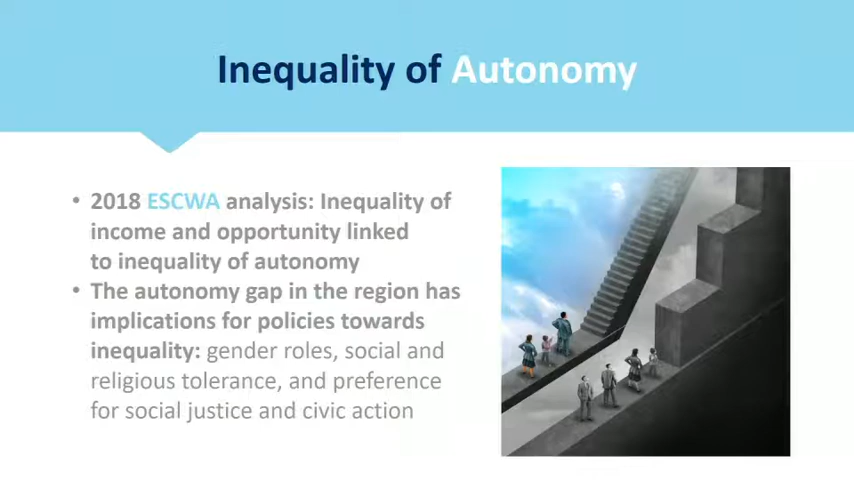 Inequality of Autonomy
• 2018 ESCWA analysis: Inequality of
income and opportunity linked
to inequality of autonomy
• The autonomy gap in the region has
implications for policies towards
inequality: gender roles, social and
religious tolerance, and preference
for social justice and civic action